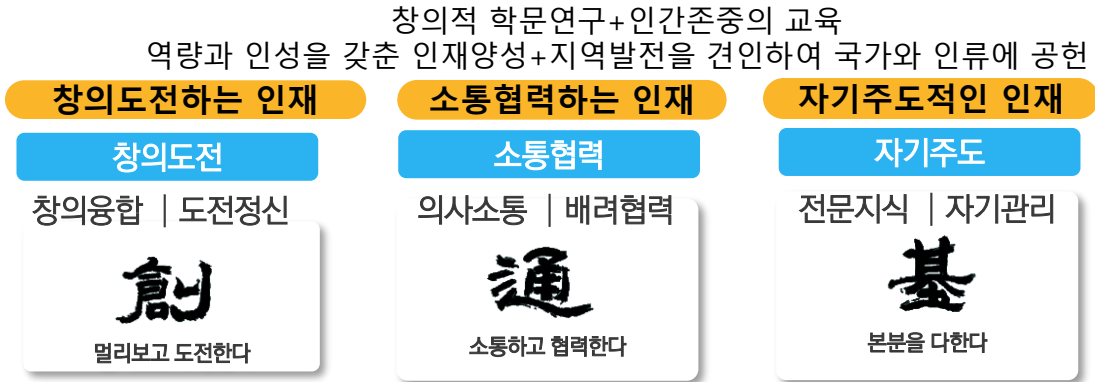 창의적 학문연구+인간존중의 교육
역량과 인성을 갖춘 인재양성+지역발전을 견인하여 국가와 인류에 공헌
창의도전하는 인재
창의도전
창의융합 | 도전정신
創
멀리보고 도전한다
소통협력하는 인재
소통협력
의사소통 | 배려협력
通
소통하고 협력한다
자기주도적인 인재
자기주도
전문지식 | 자기관리
基
본분을 다한다